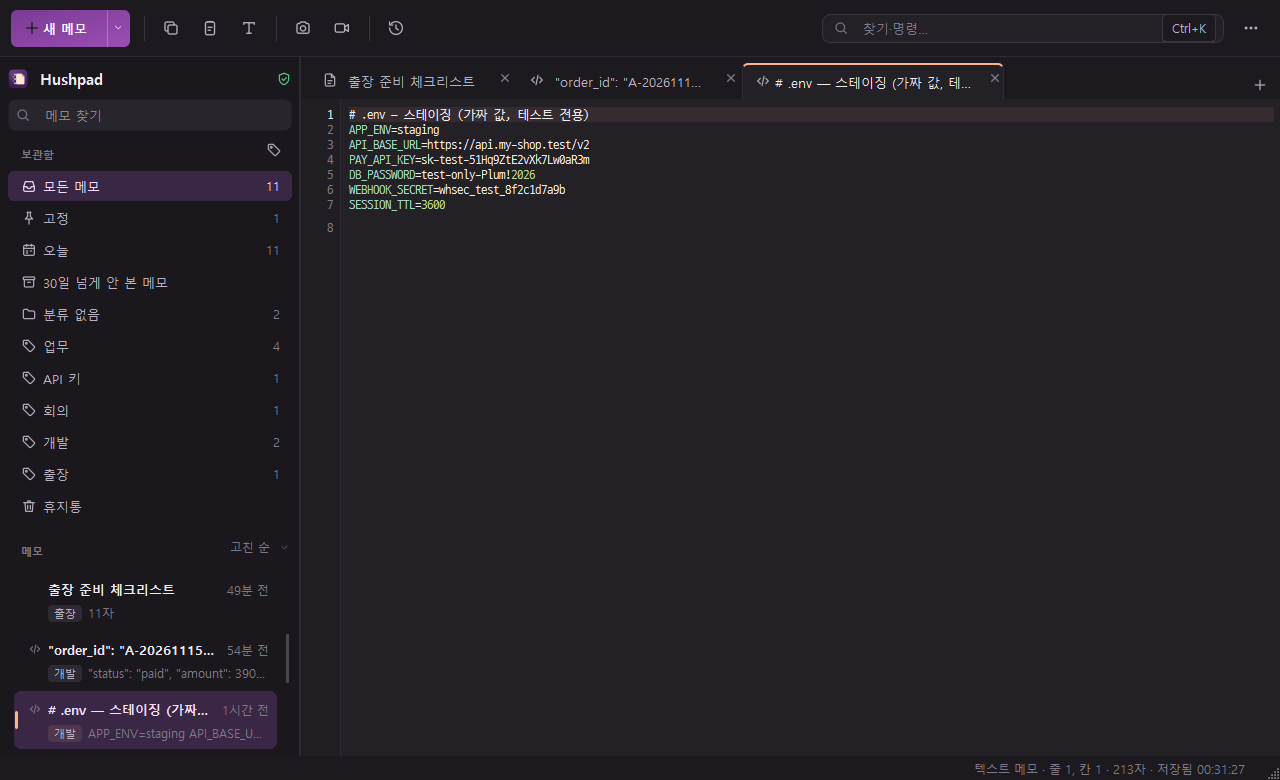 새 메모
찾기·명령...
Ctrl+K
Hushpad
메모 찾기
보관함
모든 메모 11
고정 1
오늘 11
30일 넘게 안 본 메모
분류 없음 2
업무 4
API 키 1
회의 1
개발 2
출장 1
휴지통
메모
고친 순
출장 준비 체크리스트 49분 전
출장 11자
"order_id": "A-20261115... 54분 전
개발 "status": "paid", "amount": 390...
# .env — 스테이징 (가짜... 1시간 전
개발 APP_ENV=staging API_BASE_U...
출장 준비 체크리스트
"order_id": "A-2026111...
# .env — 스테이징 (가짜 값, 테...
1 # .env — 스테이징 (가짜 값, 테스트 전용)
2 APP_ENV=staging
3 API_BASE_URL=https://api.my-shop.test/v2
4 PAY_API_KEY=sk-test-51Hq9ZtE2vXk7Lw0aR3m
5 DB_PASSWORD=test-only-Plum!2026
6 WEBHOOK_SECRET=whsec_test_8f2c1d7a9b
7 SESSION_TTL=3600
8
텍스트 메모 · 줄 1, 칸 1 · 213자 · 저장됨 00:31:27